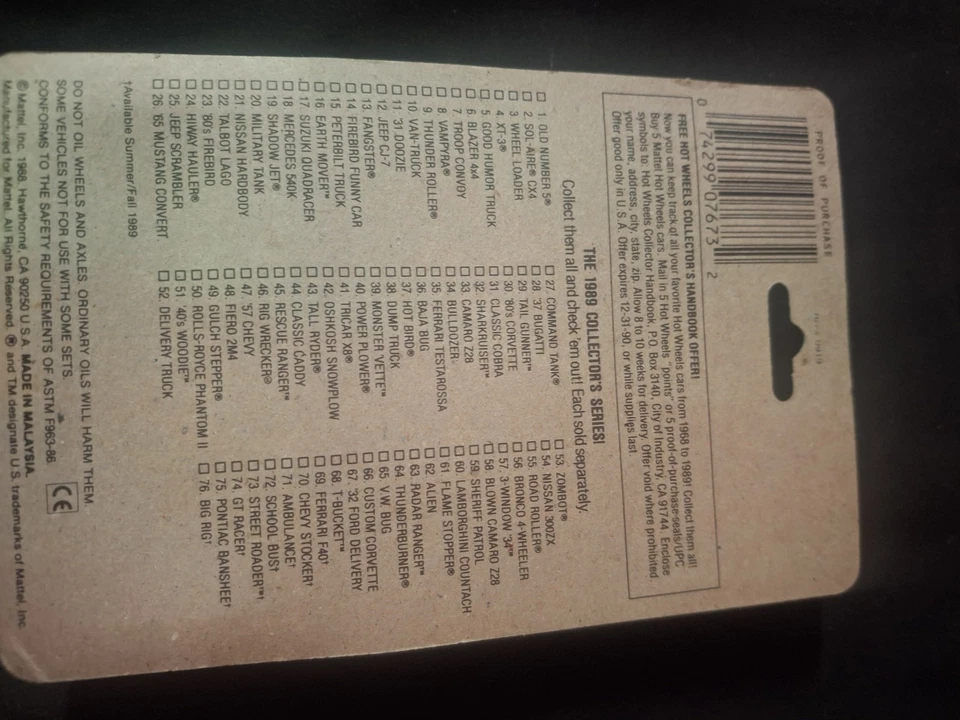 PROOF OF PURCHASE
0 74299 07673 2
FREE HOT WHEELS COLLECTOR'S HANDBOOK OFFER!
Now you can keep track of all your favorite Hot Wheels cars from 1968 to 1989! Collect them all!
Buy 5 Mattel Hot Wheels cars. Mail in 5 Hot Wheels "points" or 5 proof-of-purchase-seals/UPC
symbols to: Hot Wheels Collector Handbook, P.O. Box 3140, City of Industry, CA 91744. Enclose
your name, address, city, state, zip. Allow 8 to 10 weeks for delivery. Offer void where prohibited.
Offer good only in U.S.A. Offer expires 12-31-90, or while supplies last.
THE 1989 COLLECTOR'S SERIES!
Collect them all and check 'em out! Each sold separately.
1. OLD NUMBER 5®
2. SOL-AIRE® CX4
3. WHEEL LOADER
4. XT-3®
5. GOOD HUMOR TRUCK
6. BLAZER 4x4
7. TROOP CONVOY
8. VAMPYRA®
9. THUNDER ROLLER®
10. VAN-TRUCK
11. '31 DOOZIE
12. JEEP CJ-7
13. FANGSTER®
14. FIREBIRD FUNNY CAR
15. PETERBILT TRUCK
16. EARTH MOVER™
17. SUZUKI QUADRACER
18. MERCEDES 540K
19. SHADOW JET®
20. MILITARY TANK
21. NISSAN HARDBODY
22. TALBOT LAGO
23. '80's FIREBIRD
24. HIWAY HAULER®
25. JEEP SCRAMBLER
26. '65 MUSTANG CONVERT.
27. COMMAND TANK®
28. '37 BUGATTI
29. TAIL GUNNER®
30. '80's CORVETTE
31. CLASSIC COBRA
32. SHARKRUISER™
33. CAMARO Z28
34. BULLDOZER
35. FERRARI TESTAROSSA
36. BAJA BUG
37. HOT BIRD®
38. DUMP TRUCK
39. MONSTER 'VETTE™
40. POWER PLOWER®
41. TRICAR X8®
42. OSHKOSH SNOWPLOW
43. TALL RYDER®
44. CLASSIC CADDY
45. RESCUE RANGER™
46. RIG WRECKER®
47. '57 CHEVY
48. FIERO 2M4
49. GULCH STEPPER®
50. ROLLS-ROYCE PHANTOM II
51. 40's WOODIE™
52. DELIVERY TRUCK
53. ZOMBOT®
54. NISSAN 300ZX
55. ROAD ROLLER®
56. BRONCO 4-WHEELER
57. 3-WINDOW '34™
58. BLOWN CAMARO Z28
59. SHERIFF PATROL
60. LAMBORGHINI COUNTACH
61. FLAME STOPPER®
62. ALIEN
63. RADAR RANGER™
64. THUNDERBURNER®
65. V.W. BUG
66. CUSTOM CORVETTE
67. '32 FORD DELIVERY
68. T-BUCKET™
69. FERRARI F40†
70. CHEVY STOCKER†
71. AMBULANCE†
72. SCHOOL BUS†
73. STREET ROADER™†
74. GT RACER†
75. PONTIAC BANSHEE†
76. BIG RIG†
†Available Summer/Fall 1989
DO NOT OIL WHEELS AND AXLES. ORDINARY OILS WILL HARM THEM.
SOME VEHICLES NOT FOR USE WITH SOME SETS.
CONFORMS TO THE SAFETY REQUIREMENTS OF ASTM F963-86.
CE
© Mattel, Inc. 1988, Hawthorne, CA 90250 U.S.A. MADE IN MALAYSIA.
Manufactured for Mattel. All Rights Reserved. ® and TM designate U.S. trademarks of Mattel, Inc.